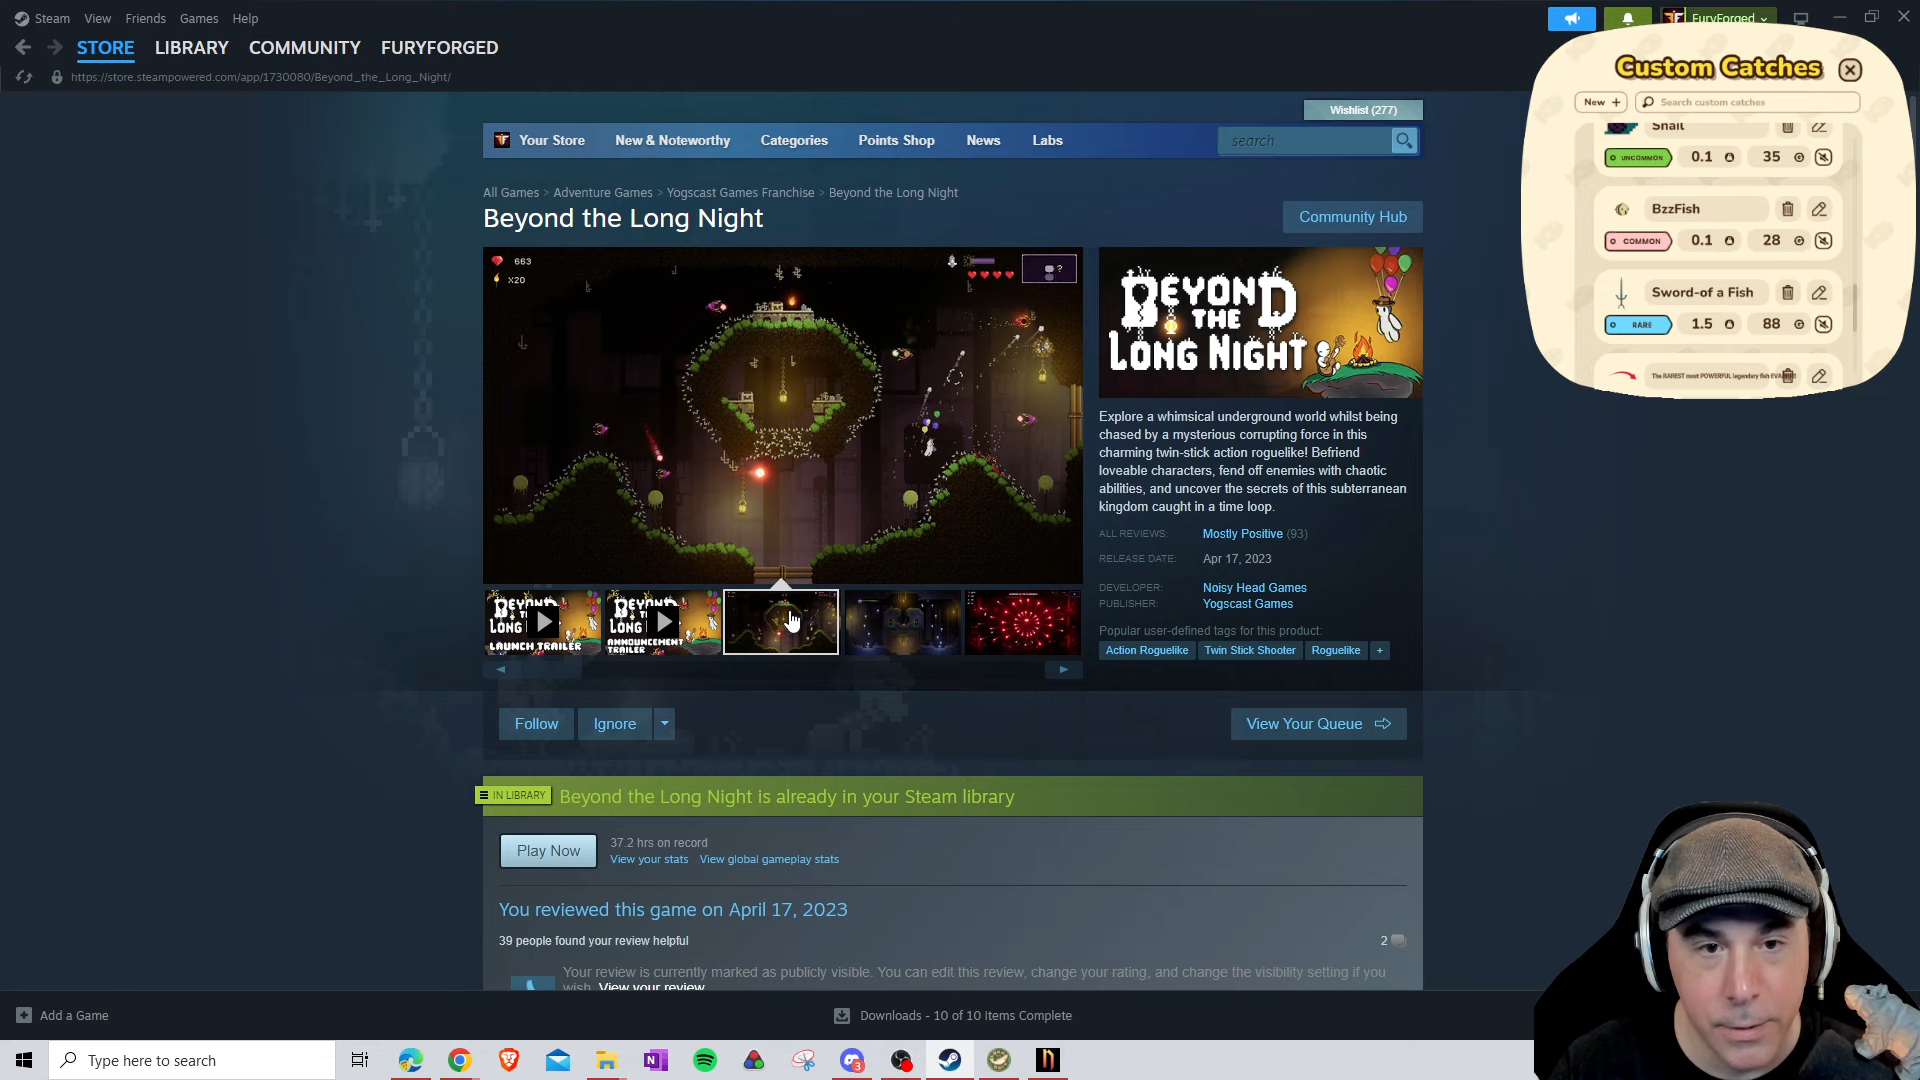 Steam View Friends Games Help
FuryForged
STORE LIBRARY COMMUNITY FURYFORGED
https://store.steampowered.com/app/1730080/Beyond_the_Long_Night/
Custom Catches
New +
Search custom catches
Snail
UNCOMMON 0.1 35
BzzFish
COMMON 0.1 28
Sword-of a Fish
RARE 1.5 88
Wishlist (277)
Your Store New & Noteworthy Categories Points Shop News Labs
search
All Games > Adventure Games > Yogscast Games Franchise > Beyond the Long Night
Beyond the Long Night
Community Hub
663
X20
?
BEYOND
THE
LONG NIGHT
Explore a whimsical underground world whilst being
chased by a mysterious corrupting force in this
charming twin-stick action roguelike! Befriend
loveable characters, fend off enemies with chaotic
abilities, and uncover the secrets of this subterranean
kingdom caught in a time loop.
ALL REVIEWS: Mostly Positive (93)
RELEASE DATE: Apr 17, 2023
DEVELOPER: Noisy Head Games
PUBLISHER: Yogscast Games
Popular user-defined tags for this product:
Action Roguelike Twin Stick Shooter Roguelike +
BEYOND
THE
LONG
LAUNCH TRAILER
BEYOND
THE
LONG
ANNOUNCEMENT
TRAILER
Follow Ignore
View Your Queue
IN LIBRARY
Beyond the Long Night is already in your Steam library
Play Now
37.2 hrs on record
View your stats View global gameplay stats
You reviewed this game on April 17, 2023
39 people found your review helpful
2
Your review is currently marked as publicly visible. You can edit this review, change your rating, and change the visibility setting if you
wish. View your review
Add a Game
Downloads - 10 of 10 Items Complete
Type here to search
3